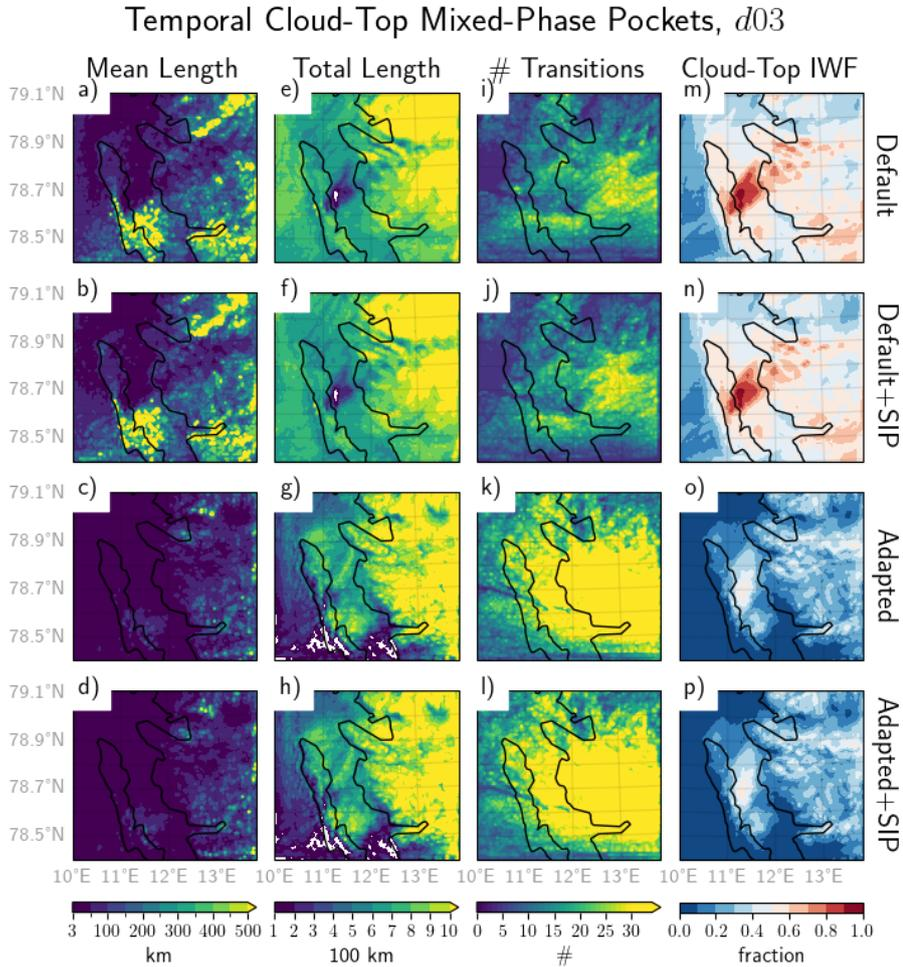 Temporal Cloud-Top Mixed-Phase Pockets, d03
Mean Length Total Length # Transitions Cloud-Top IWF
79.1°N a) e) i) m)
78.9°N
78.7°N
78.5°N
Default
79.1°N b) f) j) n)
78.9°N
78.7°N
78.5°N
Default+SIP
79.1°N c) g) k) o)
78.9°N
78.7°N
78.5°N
Adapted
79.1°N d) h) l) p)
78.9°N
78.7°N
78.5°N
Adapted+SIP
10°E 11°E 12°E 13°E 10°E 11°E 12°E 13°E 10°E 11°E 12°E 13°E 10°E 11°E 12°E 13°E
3 100 200 300 400 500 1 2 3 4 5 6 7 8 9 10 0 5 10 15 20 25 30 0.0 0.2 0.4 0.6 0.8 1.0
km 100 km # fraction